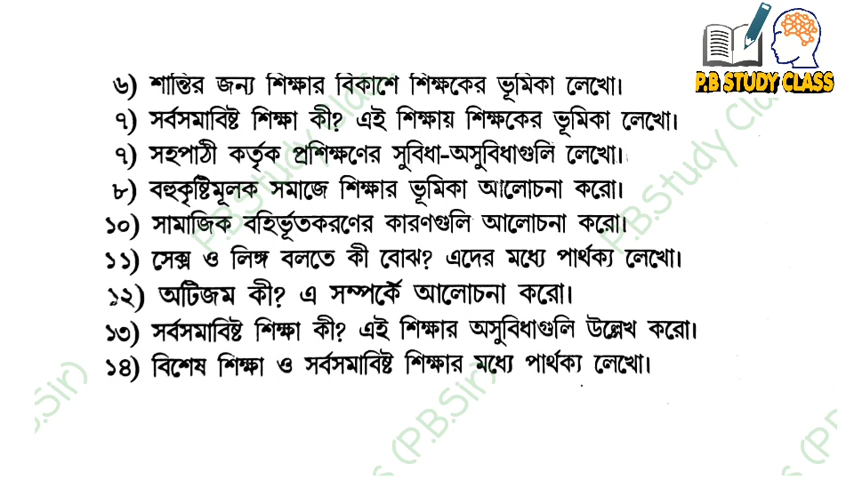 P.B STUDY CLASS
৬) শান্তির জন্য শিক্ষার বিকাশে শিক্ষকের ভূমিকা লেখো।
৭) সর্বসমাবিষ্ট শিক্ষা কী? এই শিক্ষায় শিক্ষকের ভূমিকা লেখো।
৭) সহপাঠী কর্তৃক প্রশিক্ষণের সুবিধা-অসুবিধাগুলি লেখো।
৮) বহুকৃষ্টিমূলক সমাজে শিক্ষার ভূমিকা আলোচনা করো।
১০) সামাজিক বহির্ভূতকরণের কারণগুলি আলোচনা করো।
১১) সেক্স ও লিঙ্গ বলতে কী বোঝ? এদের মধ্যে পার্থক্য লেখো।
১২) অটিজম কী? এ সম্পর্কে আলোচনা করো।
১৩) সর্বসমাবিষ্ট শিক্ষা কী? এই শিক্ষার অসুবিধাগুলি উল্লেখ করো।
১৪) বিশেষ শিক্ষা ও সর্বসমাবিষ্ট শিক্ষার মধ্যে পার্থক্য লেখো।